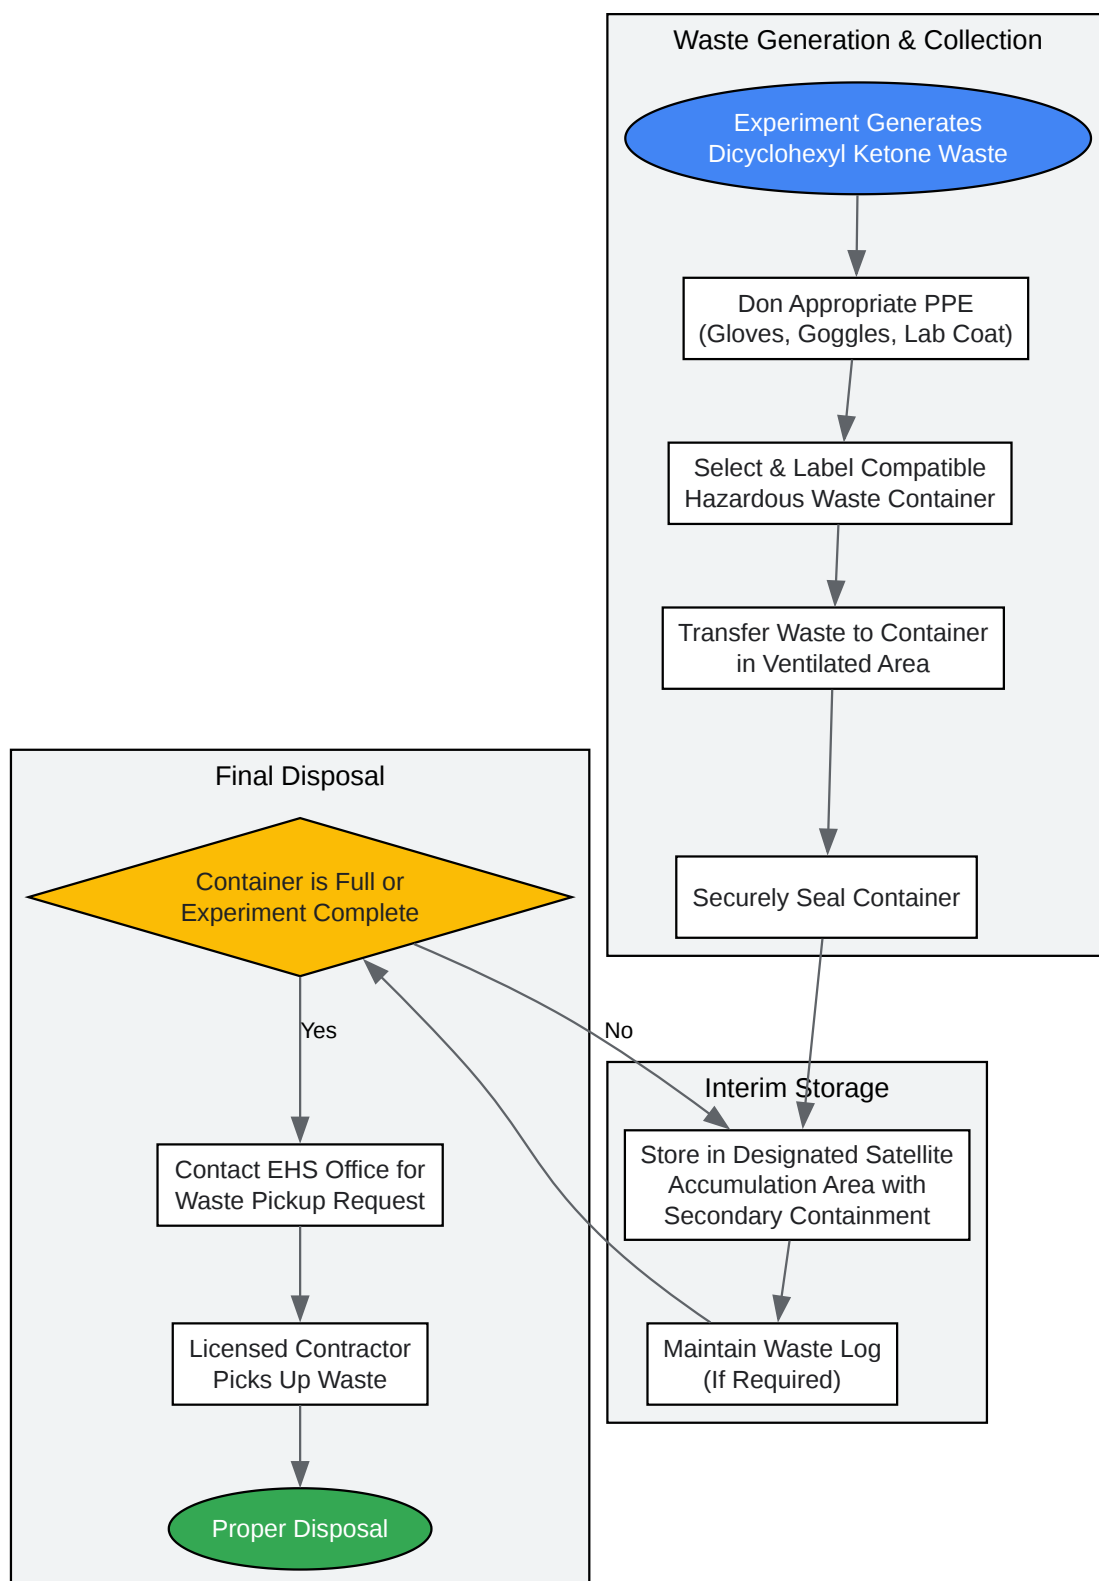 Waste Generation & Collection
Experiment Generates
Dicyclohexyl Ketone Waste
Don Appropriate PPE
(Gloves, Goggles, Lab Coat)
Select & Label Compatible
Hazardous Waste Container
Transfer Waste to Container
in Ventilated Area
Securely Seal Container
Interim Storage
Store in Designated Satellite
Accumulation Area with
Secondary Containment
Maintain Waste Log
(If Required)
Final Disposal
Container is Full or
Experiment Complete
No
Yes
Contact EHS Office for
Waste Pickup Request
Licensed Contractor
Picks Up Waste
Proper Disposal